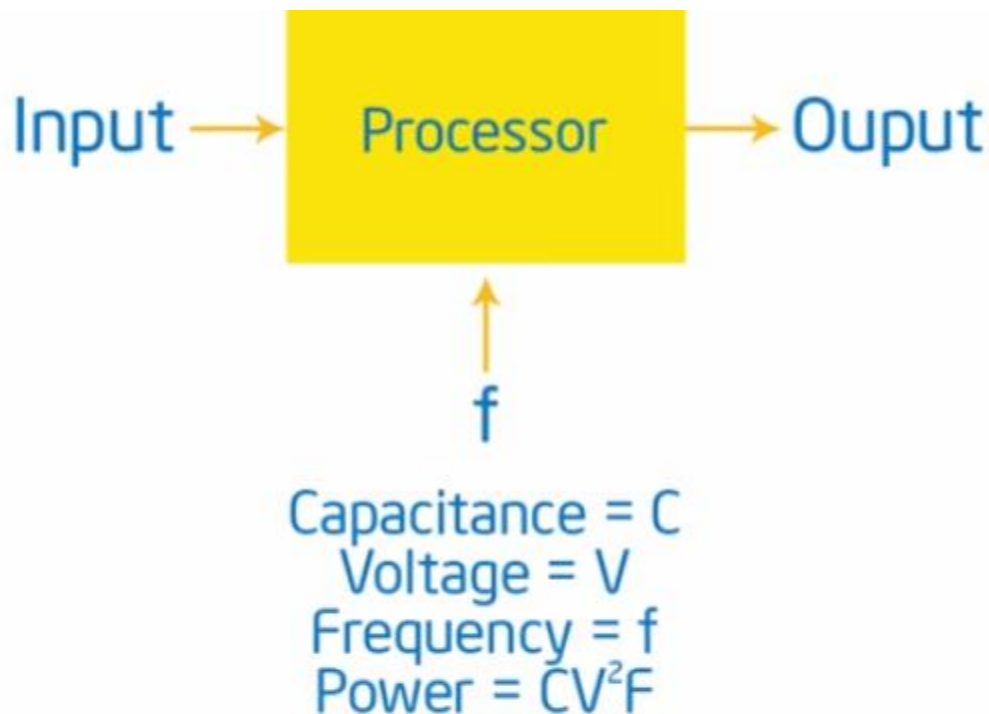 Input Processor Ouput
f
Capacitance = C
Voltage = V
Frequency = f
Power = CV²F